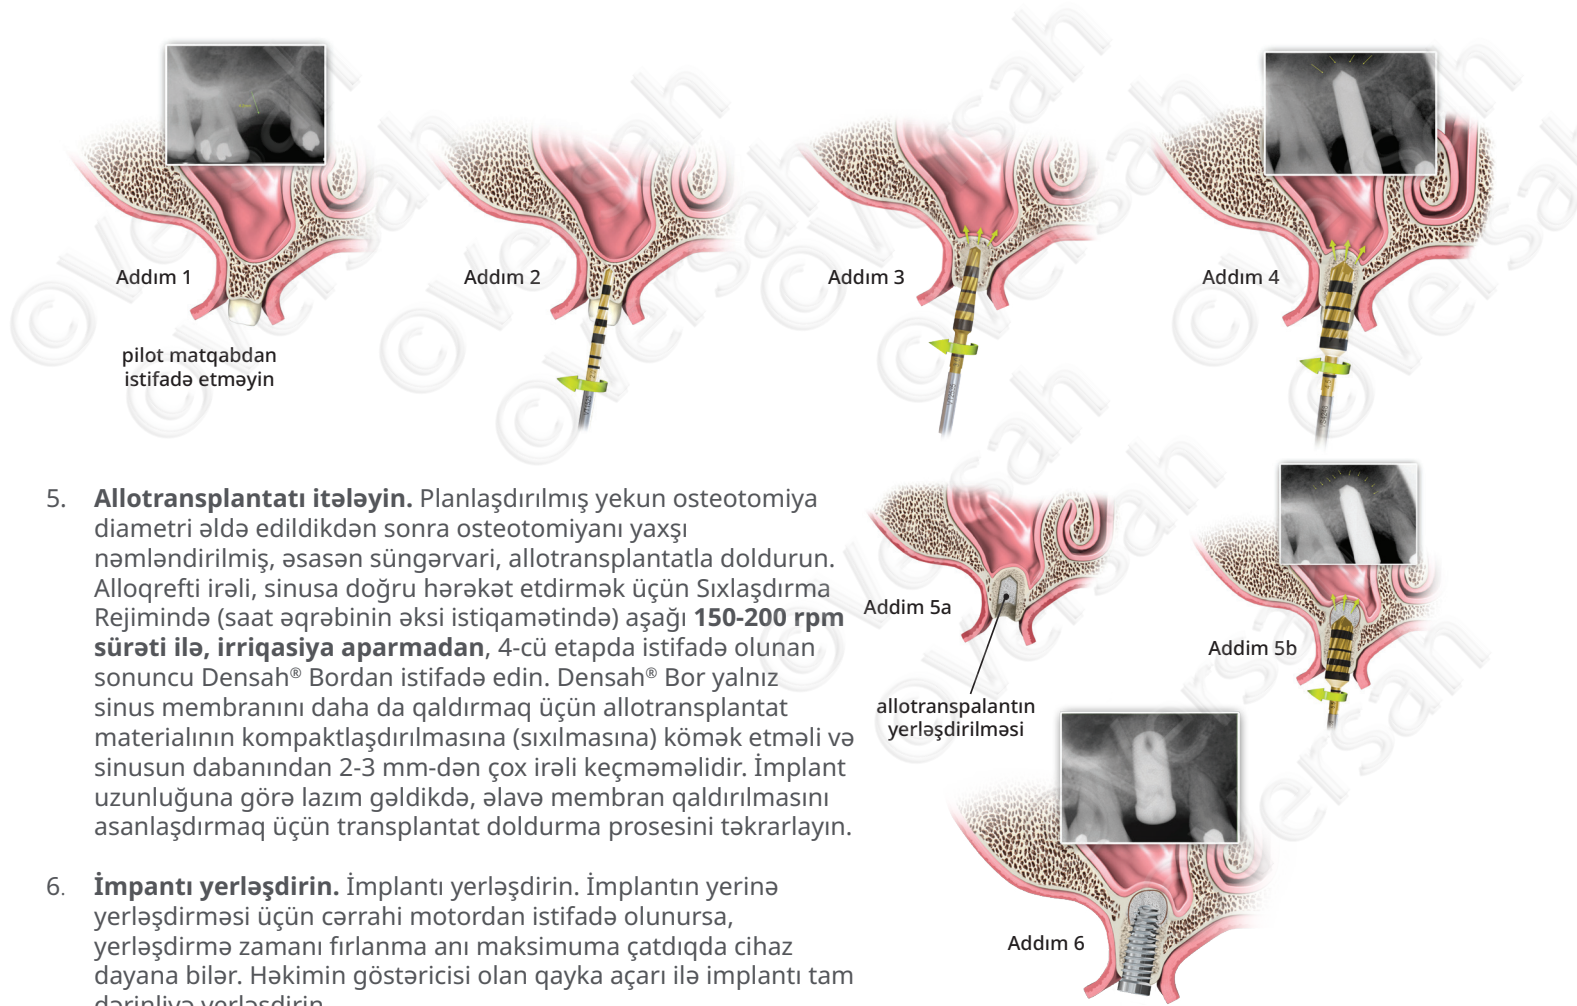 Addım 1
pilot matqabdan
istifadə etməyin
Addım 2
Addım 3
Addım 4
5. Allotransplantatı itələyin. Planlaşdırılmış yekun osteotomiya
diametri əldə edildikdən sonra osteotomiyanı yaxşı
nəmləndirilmiş, əsasən süngərvari, allotransplantatla doldurun.
Alloqrefti irəli, sinusa doğru hərəkət etdirmək üçün Sıxlaşdırma
Rejimində (saat əqrəbinin əksi istiqamətində) aşağı 150-200 rpm
sürəti ilə, irriqasiya aparmadan, 4-cü etapda istifadə olunan
sonuncu Densah® Bordan istifadə edin. Densah® Bor yalnız
sinus membranını daha da qaldırmaq üçün allotransplantat
materialının kompaktlaşdırılmasına (sıxılmasına) kömək etməli və
sinusun dabanından 2-3 mm-dən çox irəli keçməməlidir. İmplant
uzunluğuna görə lazım gəldikdə, əlavə membran qaldırılmasını
asanlaşdırmaq üçün transplantat doldurma prosesini təkrarlayın.
Addim 5a
allotranspalantın
yerləşdirilməsi
Addim 5b
6. İmpantı yerləşdirin. İmplantı yerləşdirin. İmplantın yerinə
yerləşdirməsi üçün cərrahi motordan istifadə olunursa,
yerləşdirmə zamanı fırlanma anı maksimuma çatdıqda cihaz
dayana bilər. Həkimin göstəricisi olan qayka açarı ilə implantı tam
dərinliyə yerləşdirin
Addım 6
©Versah